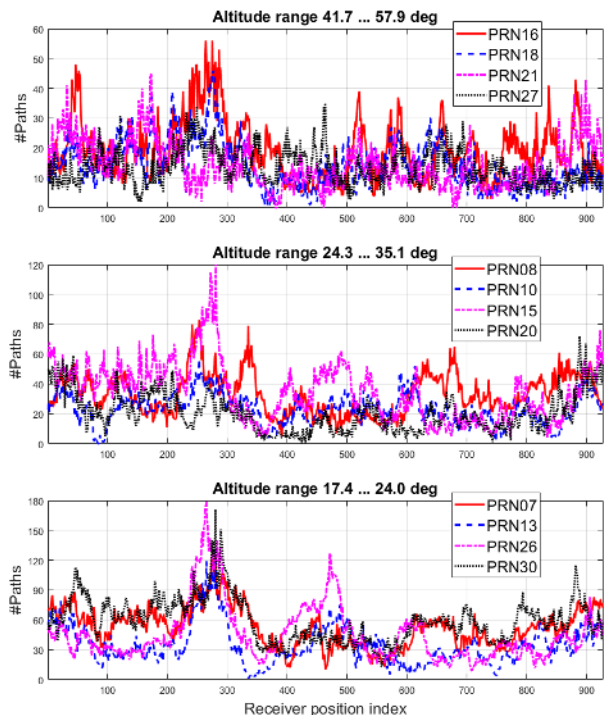 Altitude range 41.7 ... 57.9 deg
#Paths
60
50
40
30
20
10
0
PRN16
PRN18
PRN21
PRN27
100 200 300 400 500 600 700 800 900
Altitude range 24.3 ... 35.1 deg
#Paths
120
100
80
60
40
20
0
PRN08
PRN10
PRN15
PRN20
100 200 300 400 500 600 700 800 900
Altitude range 17.4 ... 24.0 deg
#Paths
180
150
120
90
60
30
0
PRN07
PRN13
PRN26
PRN30
100 200 300 400 500 600 700 800 900
Receiver position index